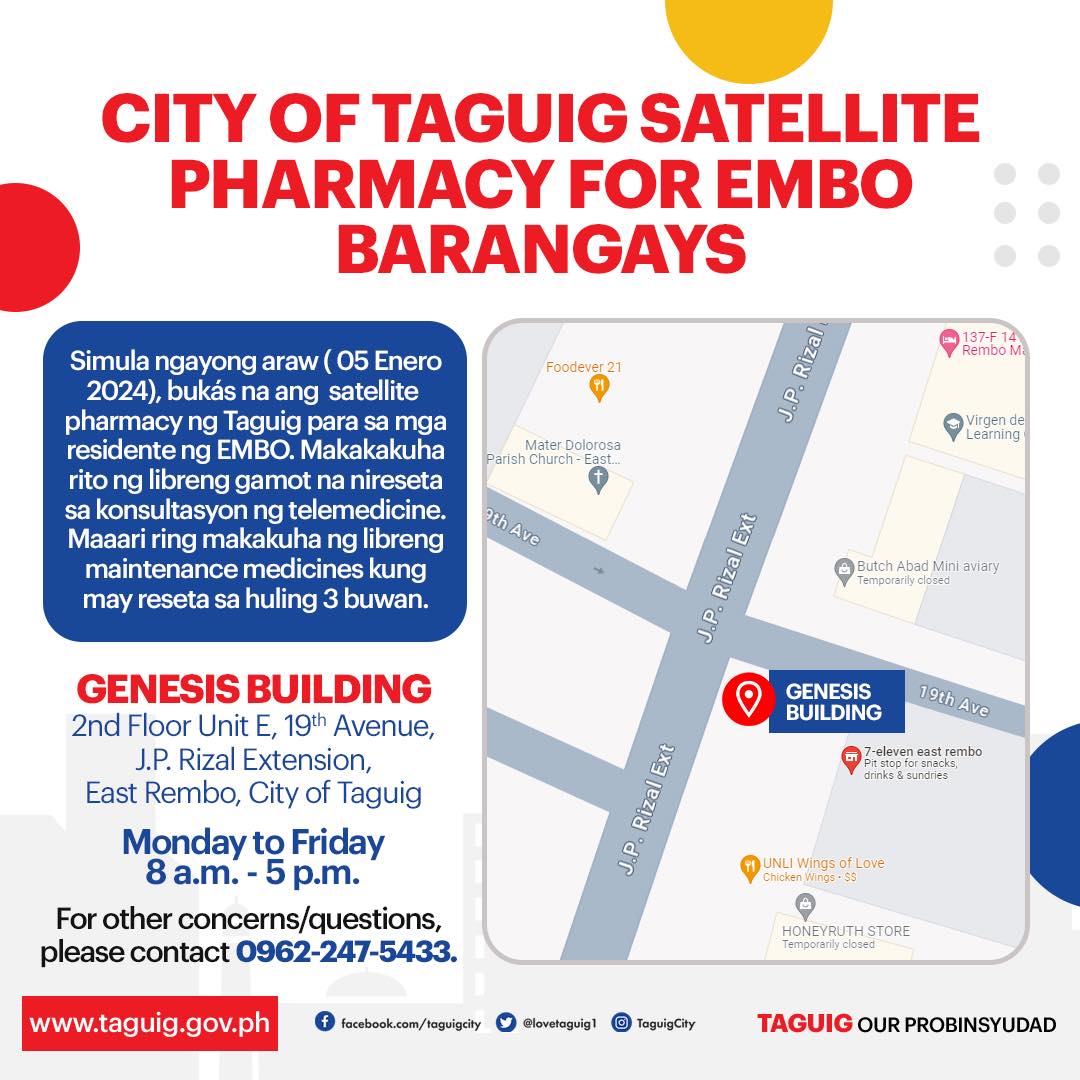 CITY OF TAGUIG SATELLITE
PHARMACY FOR EMBO
BARANGAYS
Simula ngayong araw ( 05 Enero
2024), bukás na ang satellite
pharmacy ng Taguig para sa mga
residente ng EMBO. Makakakuha
rito ng libreng gamot na nireseta
sa konsultasyon ng telemedicine.
Maaari ring makakuha ng libreng
maintenance medicines kung
may reseta sa huling 3 buwan.
GENESIS BUILDING
2nd Floor Unit E, 19th Avenue,
J.P. Rizal Extension,
East Rembo, City of Taguig
Monday to Friday
8 a.m. - 5 p.m.
For other concerns/questions,
please contact 0962-247-5433.
J.P. Rizal
137-F 14
Rembo
Foodever 21
Virgen de
Learning
Mater Dolorosa
Parish Church - East...
9th Ave
J.P. Rizal Ext
Butch Abad Mini aviary
Temporarily closed
GENESIS
BUILDING
19th Ave
7-eleven east rembo
Pit stop for snacks,
drinks & sundries
J.P. Rizal Ext
UNLI Wings of Love
Chicken Wings • $$
HONEYRUTH STORE
Temporarily closed
www.taguig.gov.ph
facebook.com/taguigcity
@lovetaguig1
TaguigCity
TAGUIG OUR PROBINSYUDAD